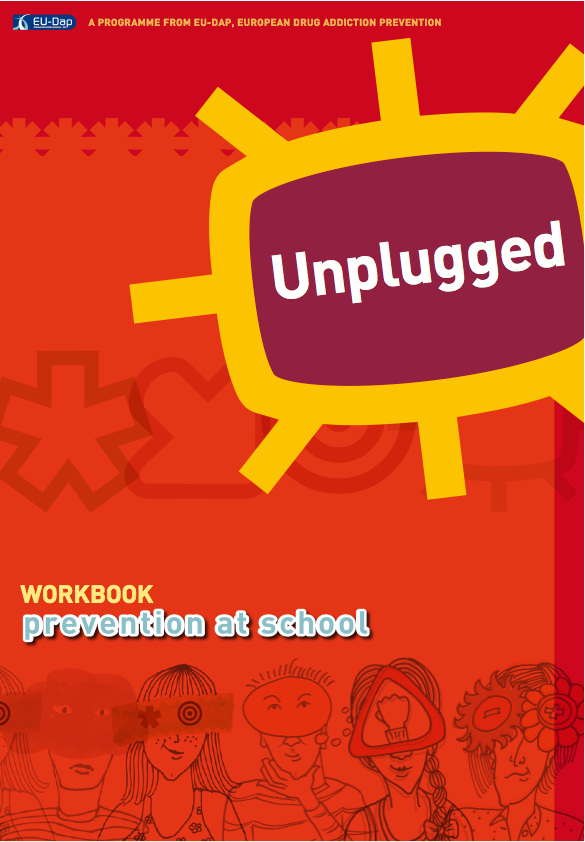 EU-Dap
A PROGRAMME FROM EU-DAP, EUROPEAN DRUG ADDICTION PREVENTION
Unplugged
WORKBOOK
prevention at school